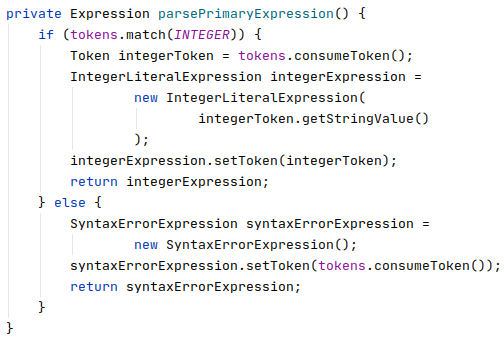 private Expression parsePrimaryExpression() {
    if (tokens.match(INTEGER)) {
        Token integerToken = tokens.consumeToken();
        IntegerLiteralExpression integerExpression =
                new IntegerLiteralExpression(
                        integerToken.getStringValue()
                );
        integerExpression.setToken(integerToken);
        return integerExpression;
    } else {
        SyntaxErrorExpression syntaxErrorExpression =
                new SyntaxErrorExpression();
        syntaxErrorExpression.setToken(tokens.consumeToken());
        return syntaxErrorExpression;
    }
}